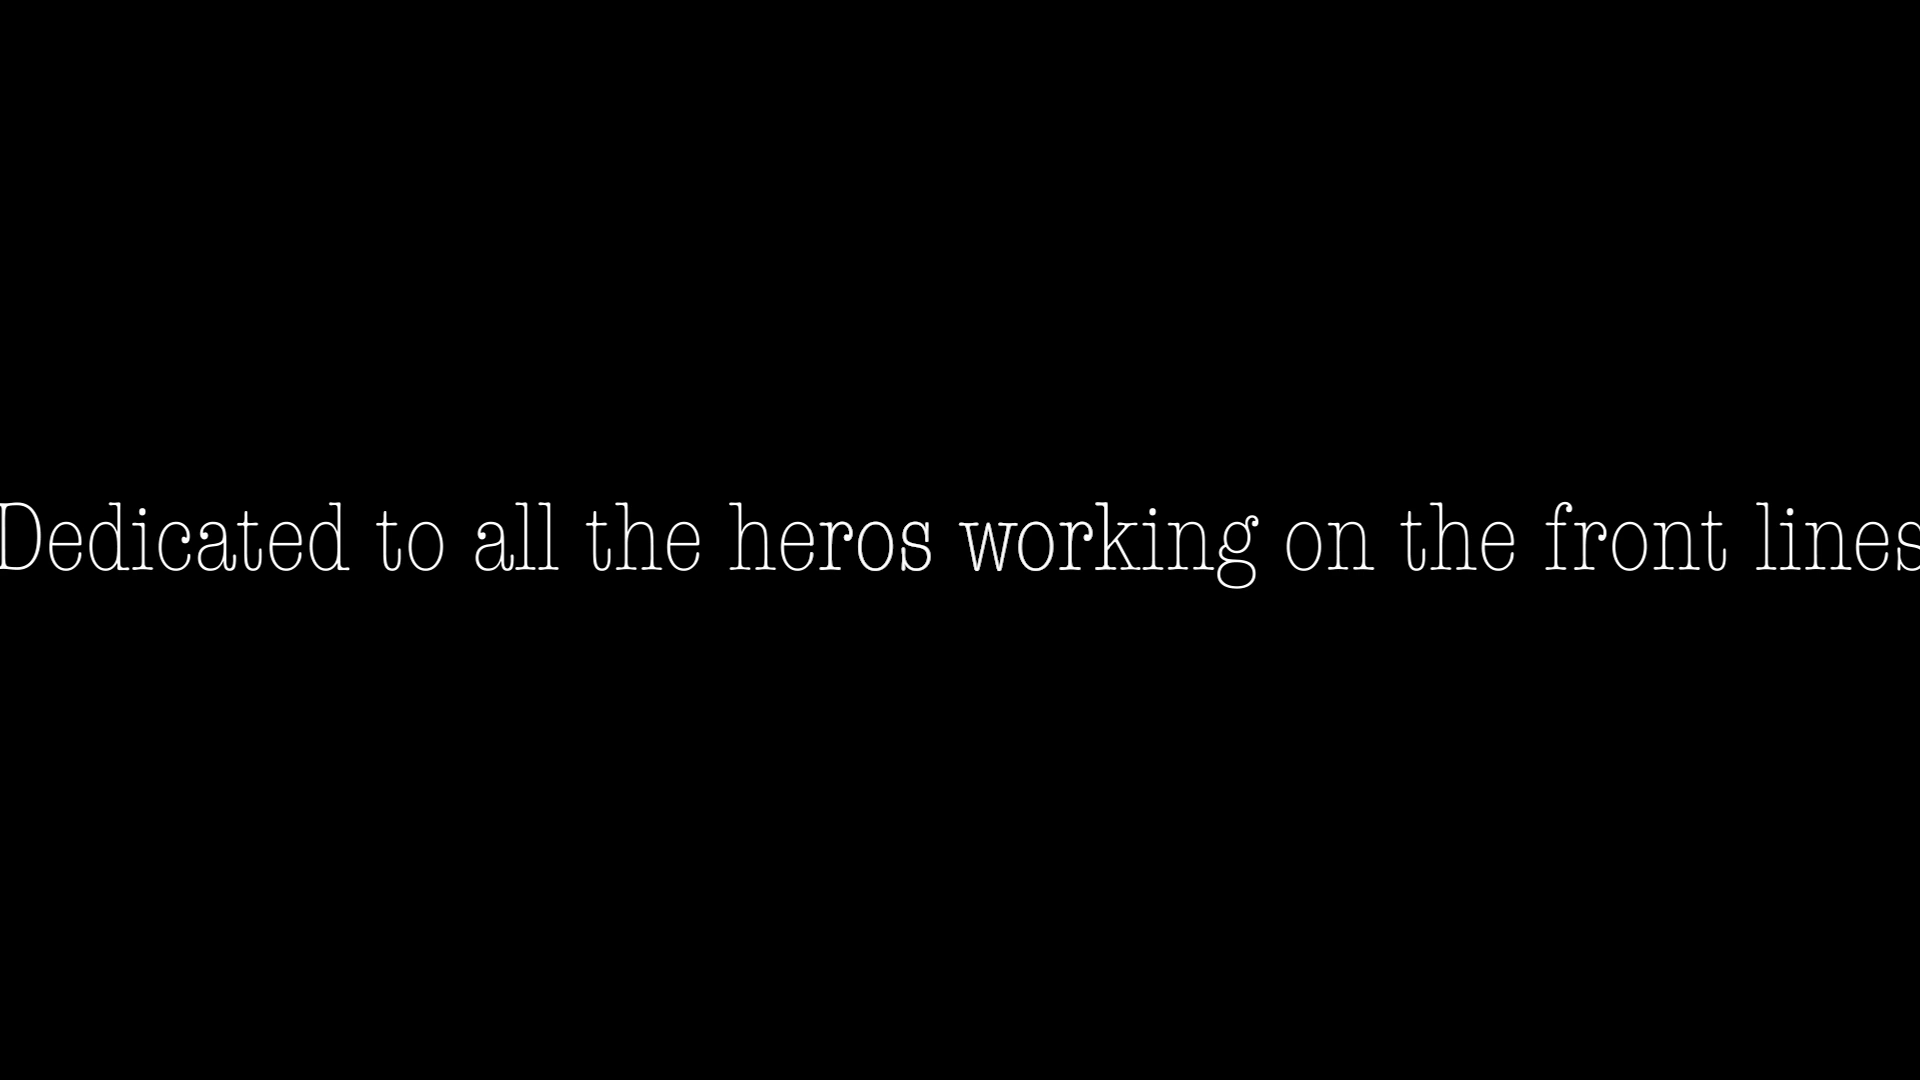 Dedicated to all the heros working on the front lines